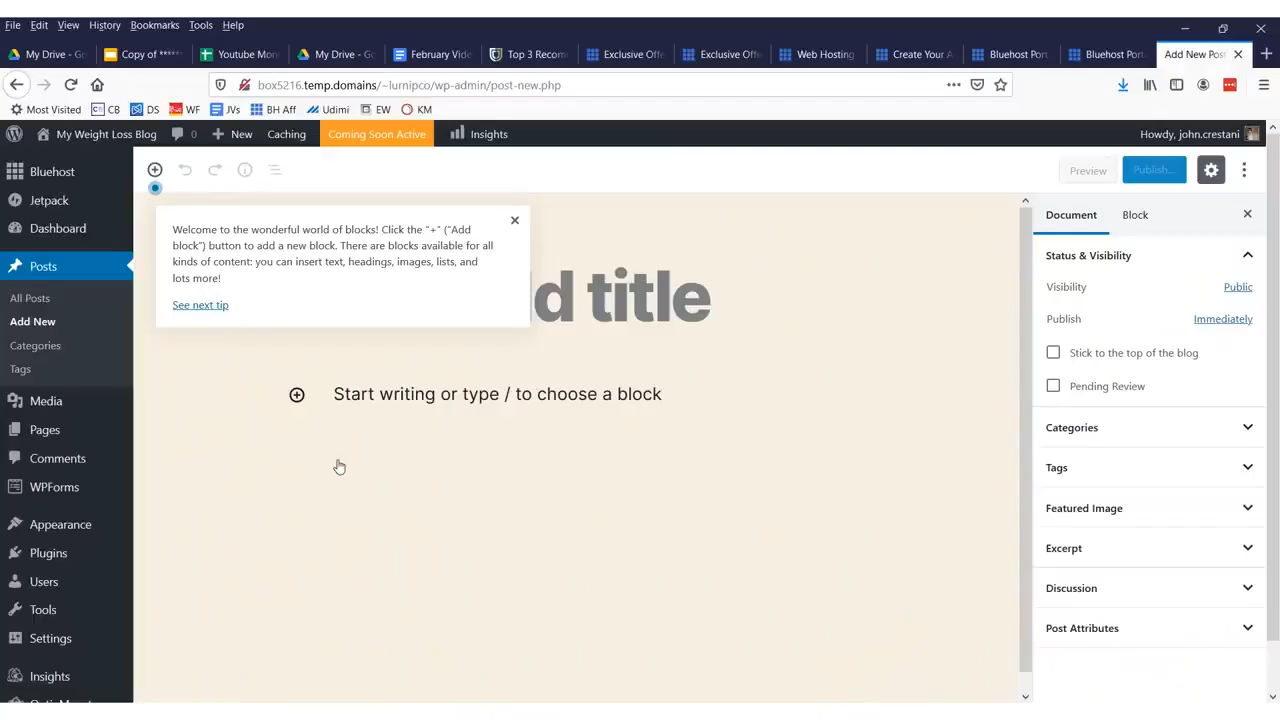 File Edit View History Bookmarks Tools Help
My Drive - Go
Copy of *****
Youtube Mon
My Drive - Go
February Vide
Top 3 Recom
Exclusive Offe
Exclusive Offe
Web Hosting
Create Your A
Bluehost Port
Bluehost Port
Add New Pos
box5216.temp.domains/~lurnipco/wp-admin/post-new.php
Most Visited CB DS WF JVs BH Aff Udimi EW KM
My Weight Loss Blog 0 New Caching Coming Soon Active Insights Howdy, john.crestani
Bluehost
Jetpack
Dashboard
Posts
All Posts
Add New
Categories
Tags
Media
Pages
Comments
WPForms
Appearance
Plugins
Users
Tools
Settings
Insights
Preview Publish...
Welcome to the wonderful world of blocks! Click the “+” (“Add
block”) button to add a new block. There are blocks available for all
kinds of content: you can insert text, headings, images, lists, and
lots more!
See next tip
d title
Start writing or type / to choose a block
Document Block
Status & Visibility
Visibility Public
Publish Immediately
Stick to the top of the blog
Pending Review
Categories
Tags
Featured Image
Excerpt
Discussion
Post Attributes